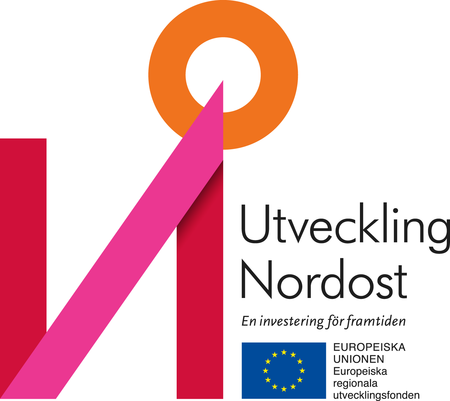 Utveckling
Nordost
En investering för framtiden
EUROPEISKA
UNIONEN
Europeiska
regionala
utvecklingsfonden